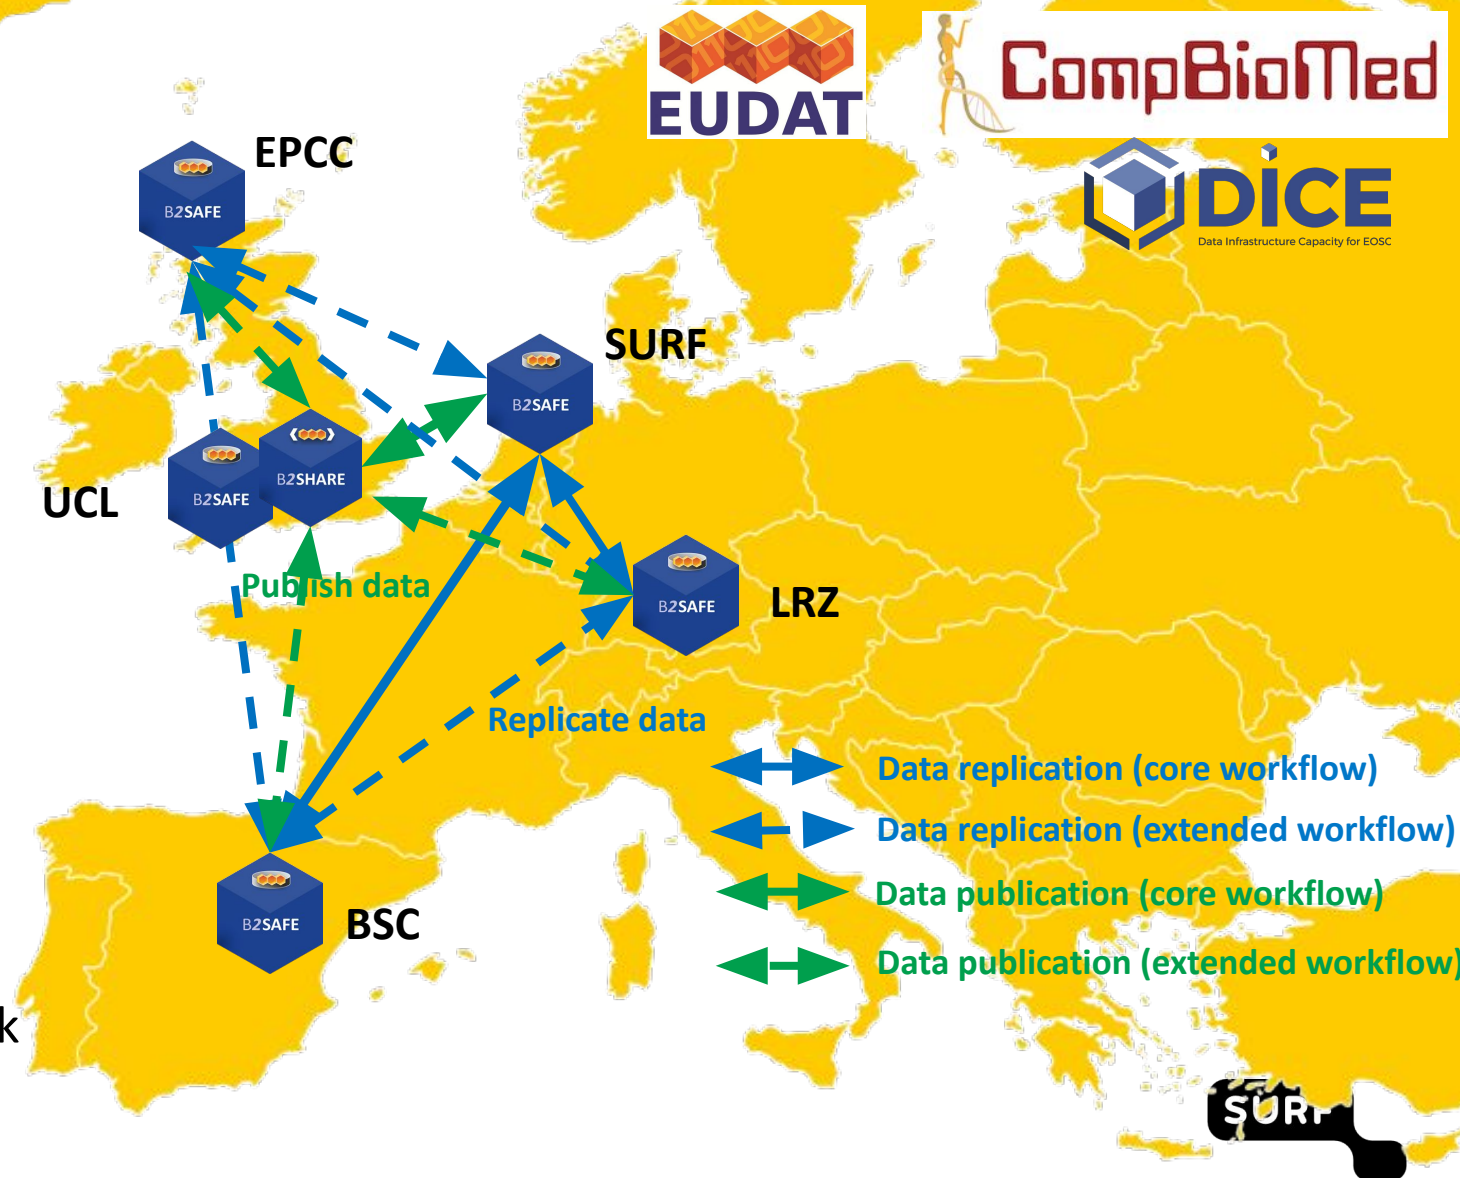 EUDAT
CompBioMed
DiCE
Data Infrastructure Capacity for EOSC
EPCC
B2SAFE
SURF
B2SAFE
UCL
B2SAFE
B2SHARE
Publish data
B2SAFE
LRZ
Replicate data
Data replication (core workflow)
Data replication (extended workflow)
Data publication (core workflow)
Data publication (extended workflow)
B2SAFE
BSC
k
SURF